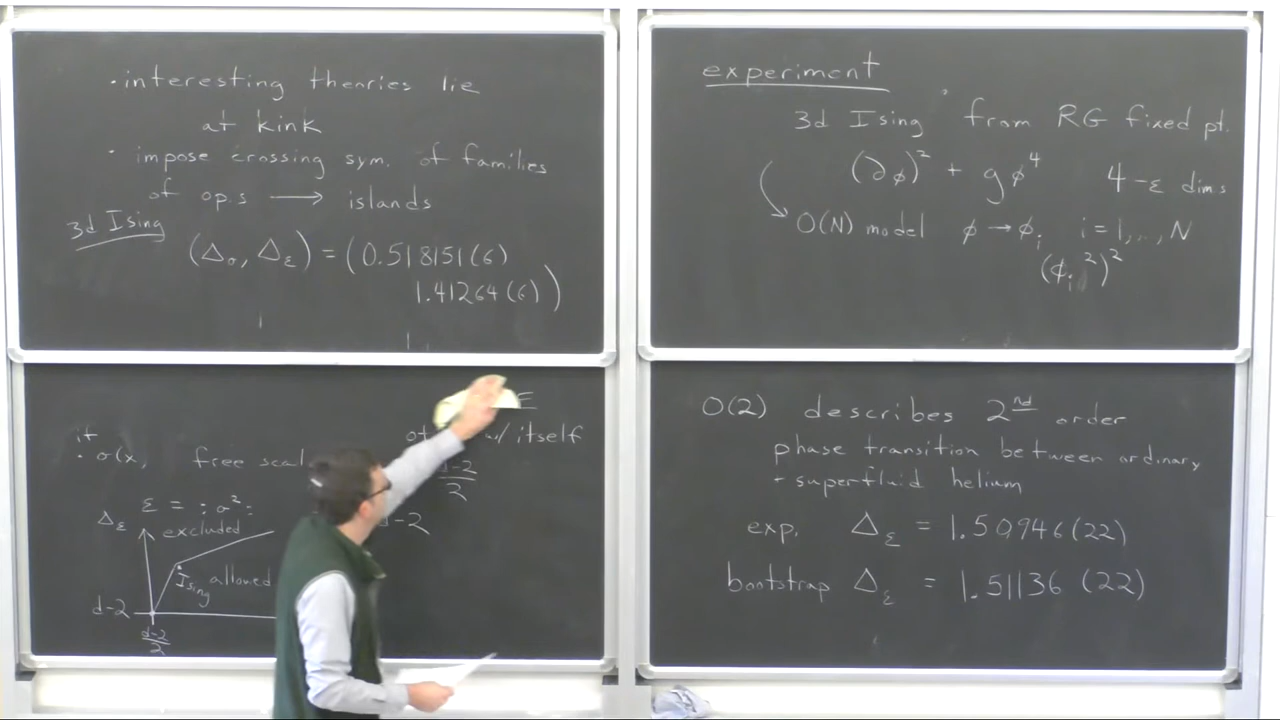 • interesting theories lie
at kink
• impose crossing sym. of families
of op.s ⟶ islands
3d Ising
(Δσ, Δε) = (0.518151(6)
1.41264(6))
if
• σ(x, free scal
w/ itself
d-2
2
ε = :σ²:
d-2
Δε
excluded
Ising
allowed
d-2
d-2
2
experiment
3d Ising from RG fixed pt.
(∂φ)² + gφ⁴ 4-ε dims
O(N) model φ → φᵢ i = 1,..., N
(φᵢ²)²
O(2) describes 2nd order
phase transition between ordinary
+ superfluid helium
exp. Δε = 1.50946(22)
bootstrap Δε = 1.51136(22)